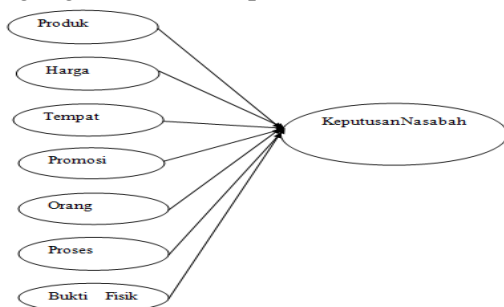 Produk
Harga
Tempat
KeputusanNasabah
Promosi
Orang
Proses
Bukti Fisik